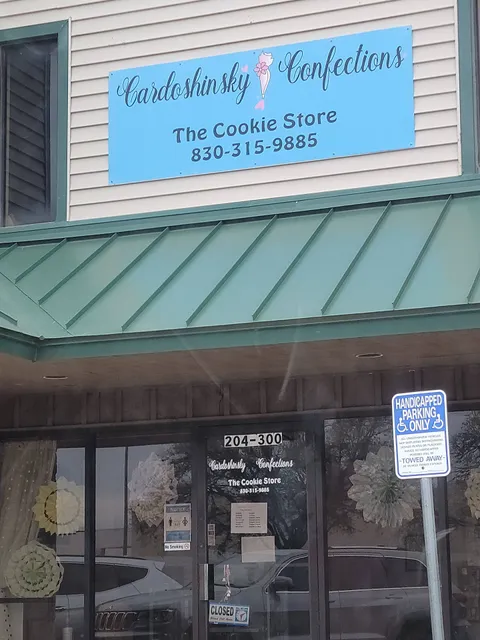 Cardoshinsky Confections
The Cookie Store
830-315-9885
204-300
Cardoshinsky Confections
The Cookie Store
830-315-9885
No Smoking
CLOSED
HANDICAPPED
PARKING
ONLY
TOWED AWAY